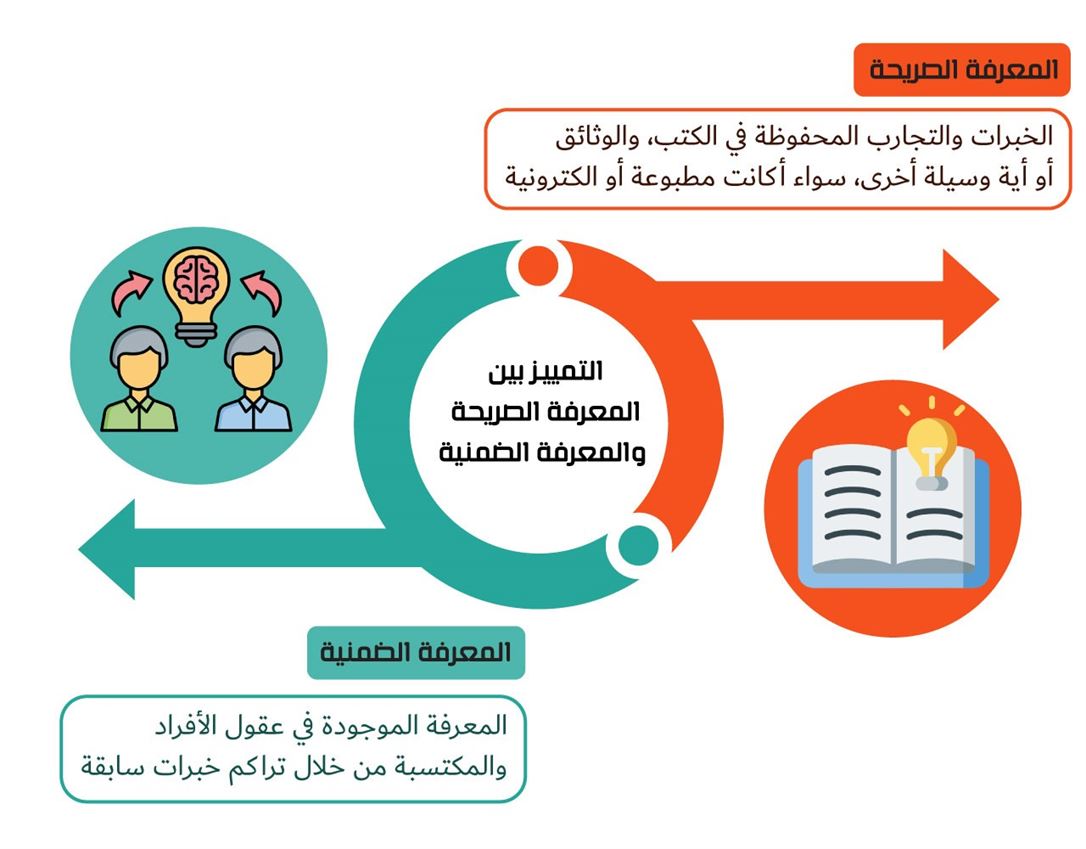 المعرفة الصريحة
الخبرات والتجارب المحفوظة في الكتب، والوثائق
أو أية وسيلة أخرى، سواء أكانت مطبوعة أو الكترونية
التمييز بين
المعرفة الصريحة
والمعرفة الضمنية
المعرفة الضمنية
المعرفة الموجودة في عقول الأفراد
والمكتسبة من خلال تراكم خبرات سابقة